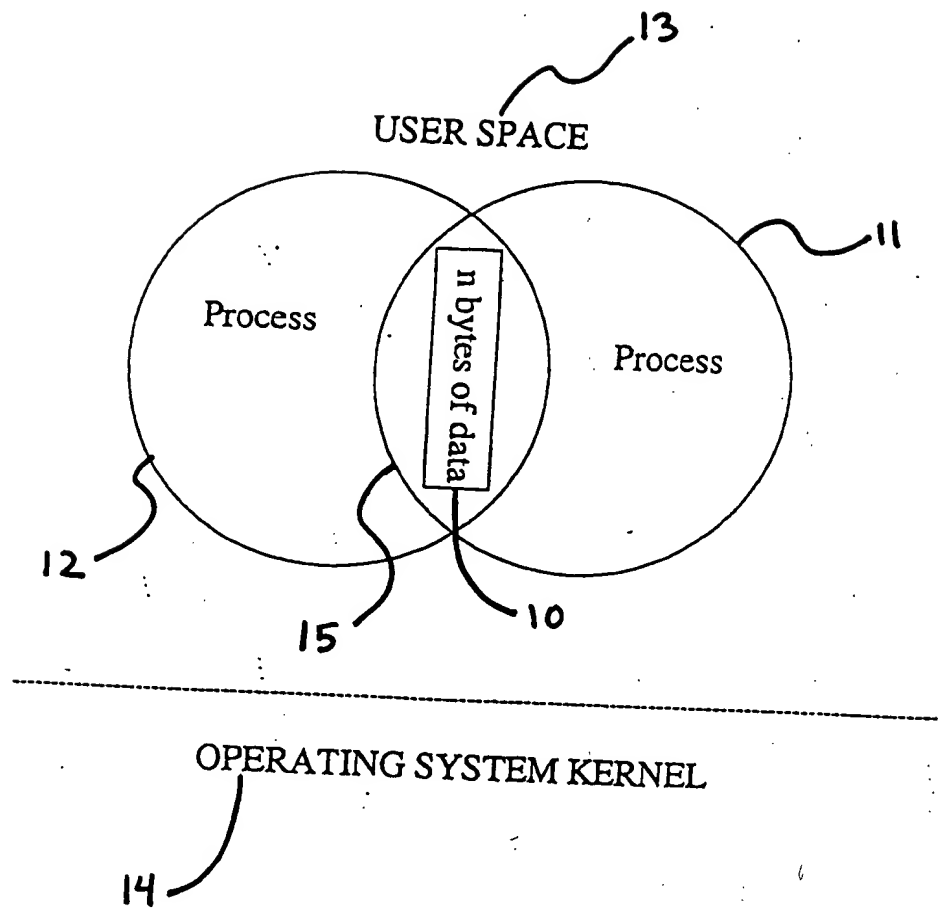 13
USER SPACE
11
Process
n bytes of data
Process
12
15
10
OPERATING SYSTEM KERNEL
14